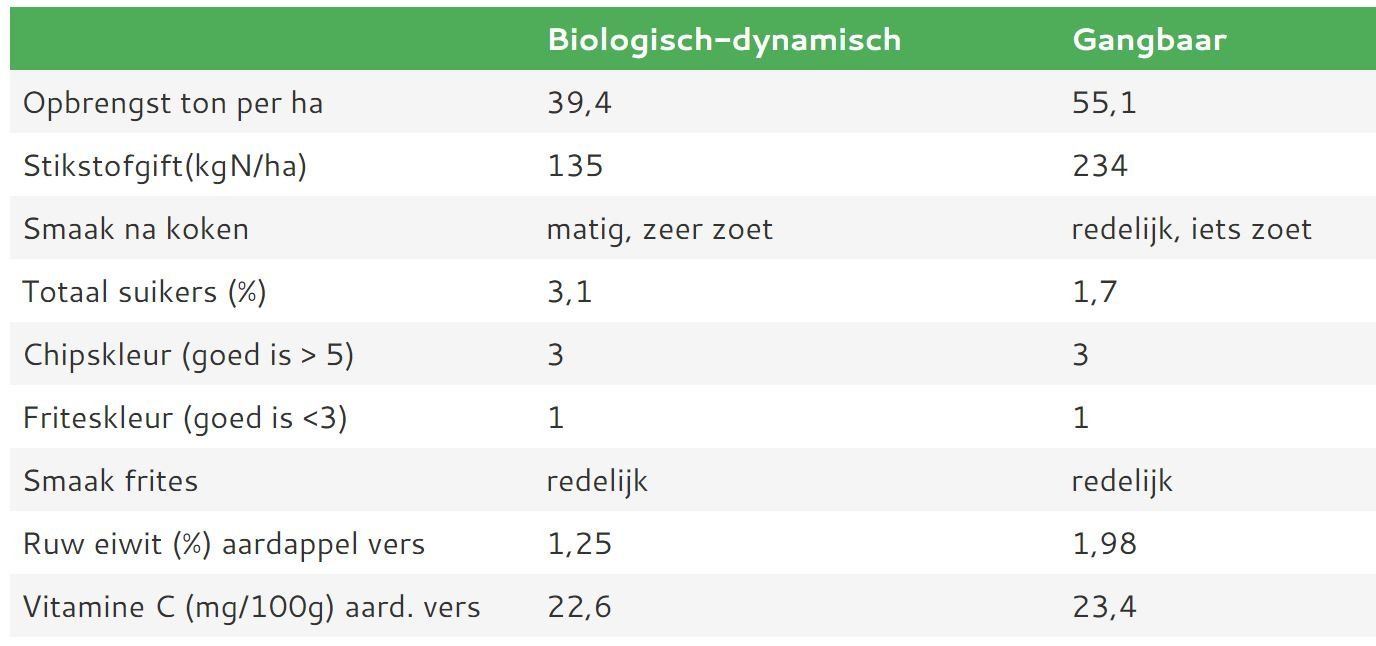 Biologisch-dynamisch Gangbaar
Opbrengst ton per ha 39,4 55,1
Stikstofgift(kgN/ha) 135 234
Smaak na koken matig, zeer zoet redelijk, iets zoet
Totaal suikers (%) 3,1 1,7
Chipskleur (goed is > 5) 3 3
Friteskleur (goed is <3) 1 1
Smaak frites redelijk redelijk
Ruw eiwit (%) aardappel vers 1,25 1,98
Vitamine C (mg/100g) aard. vers 22,6 23,4